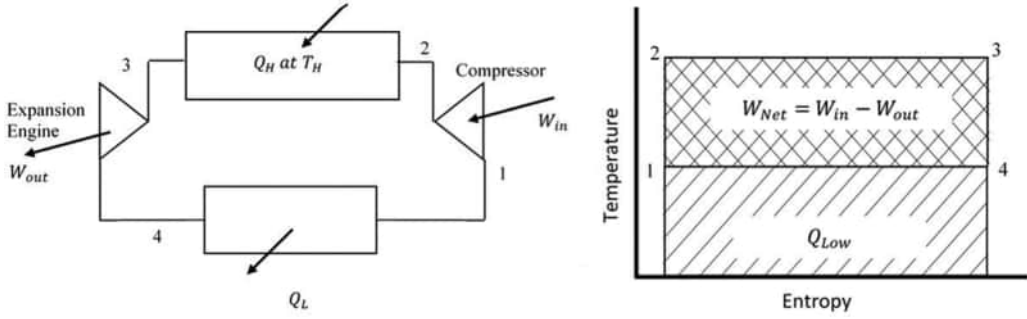 3
Q_H at T_H
2
Compressor
W_in
Expansion
Engine
W_out
1
4
Q_L
Temperature
2
3
W_Net = W_in − W_out
1
4
Q_Low
Entropy